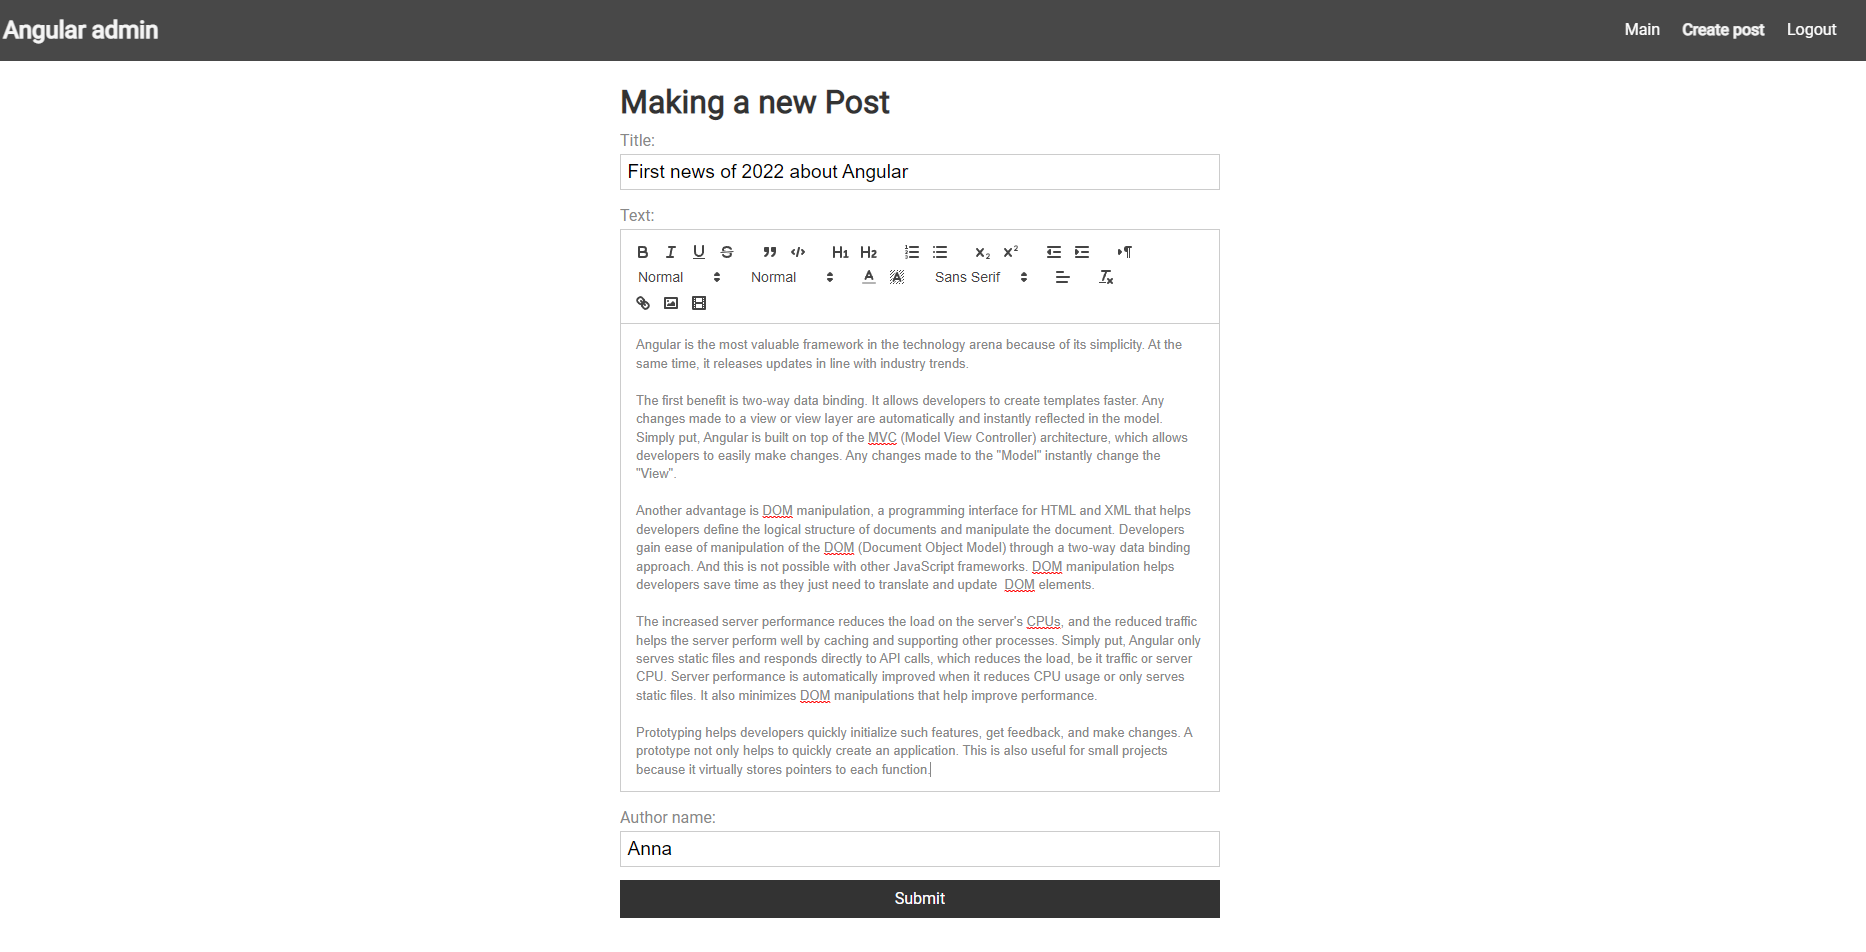 Angular admin
Main Create post Logout
Making a new Post
Title:
First news of 2022 about Angular
Text:
B I U S H1 H2 X2 X2
Normal Normal A A Sans Serif Tx
Angular is the most valuable framework in the technology arena because of its simplicity. At the
same time, it releases updates in line with industry trends.
The first benefit is two-way data binding. It allows developers to create templates faster. Any
changes made to a view or view layer are automatically and instantly reflected in the model.
Simply put, Angular is built on top of the MVC (Model View Controller) architecture, which allows
developers to easily make changes. Any changes made to the "Model" instantly change the
"View".
Another advantage is DOM manipulation, a programming interface for HTML and XML that helps
developers define the logical structure of documents and manipulate the document. Developers
gain ease of manipulation of the DOM (Document Object Model) through a two-way data binding
approach. And this is not possible with other JavaScript frameworks. DOM manipulation helps
developers save time as they just need to translate and update  DOM elements.
The increased server performance reduces the load on the server's CPUs, and the reduced traffic
helps the server perform well by caching and supporting other processes. Simply put, Angular only
serves static files and responds directly to API calls, which reduces the load, be it traffic or server
CPU. Server performance is automatically improved when it reduces CPU usage or only serves
static files. It also minimizes DOM manipulations that help improve performance.
Prototyping helps developers quickly initialize such features, get feedback, and make changes. A
prototype not only helps to quickly create an application. This is also useful for small projects
because it virtually stores pointers to each function.
Author name:
Anna
Submit